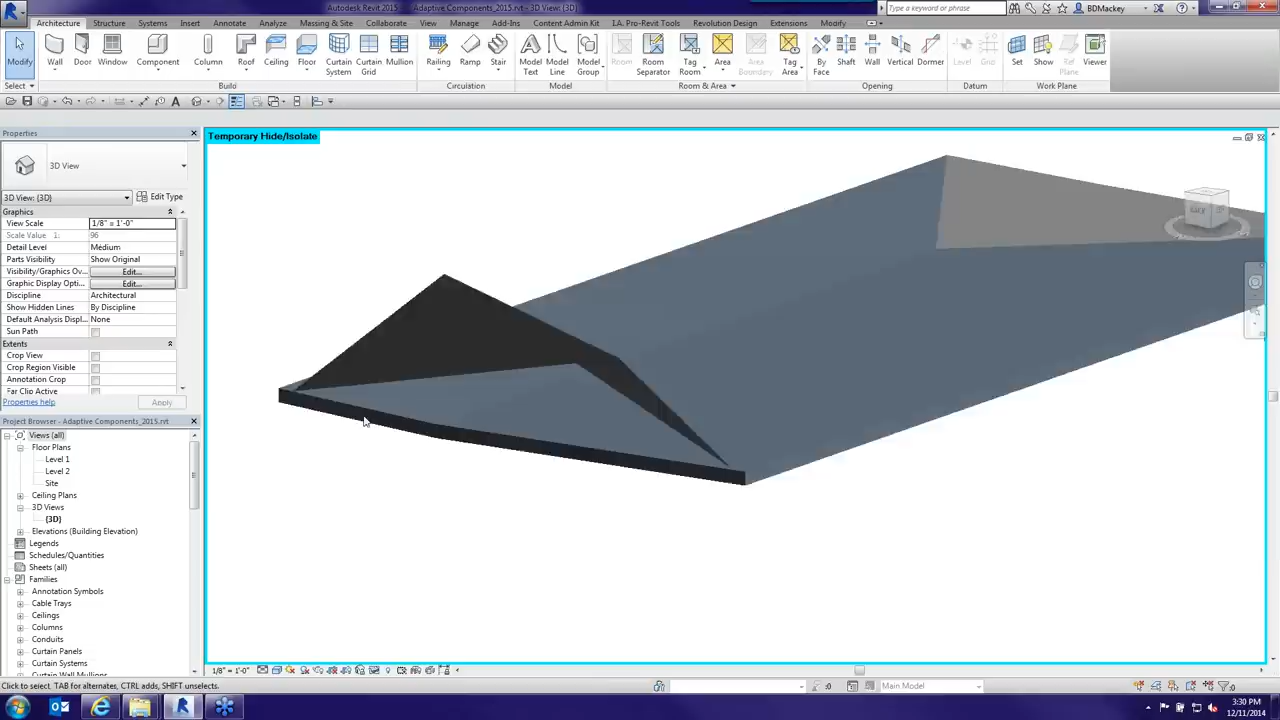 Autodesk Revit 2015 - Adaptive Components_2015.rvt - 3D View: {3D}
Type a keyword or phrase
BDMackey
Architecture Structure Systems Insert Annotate Analyze Massing & Site Collaborate View Manage Add-Ins Content Admin Kit I.A. Pro-Revit Tools Revolution Design Extensions Modify
Modify Wall Door Window Component Column Roof Ceiling Floor Curtain System Curtain Grid Mullion Railing Ramp Stair Model Text Model Line Model Group Room Room Separator Tag Room Area Area Boundary Tag Area By Face Shaft Wall Vertical Dormer Level Grid Set Show Ref Plane Viewer
Select Build Circulation Model Room & Area Opening Datum Work Plane
Properties
3D View
3D View: {3D}
Edit Type
Graphics
View Scale 1/8" = 1'-0"
Scale Value 1: 96
Detail Level Medium
Parts Visibility Show Original
Visibility/Graphics Ov... Edit...
Graphic Display Opti... Edit...
Discipline Architectural
Show Hidden Lines By Discipline
Default Analysis Displ... None
Sun Path
Extents
Crop View
Crop Region Visible
Annotation Crop
Far Clip Active
Properties help
Apply
Project Browser - Adaptive Components_2015.rvt
Views (all)
Floor Plans
Level 1
Level 2
Site
Ceiling Plans
3D Views
{3D}
Elevations (Building Elevation)
Legends
Schedules/Quantities
Sheets (all)
Families
Annotation Symbols
Cable Trays
Ceilings
Columns
Conduits
Curtain Panels
Curtain Systems
Curtain Wall Mullions
Temporary Hide/Isolate
BACK
1/8" = 1'-0"
Click to select, TAB for alternates, CTRL adds, SHIFT unselects.
:0
Main Model
:0
3:30 PM
12/11/2014